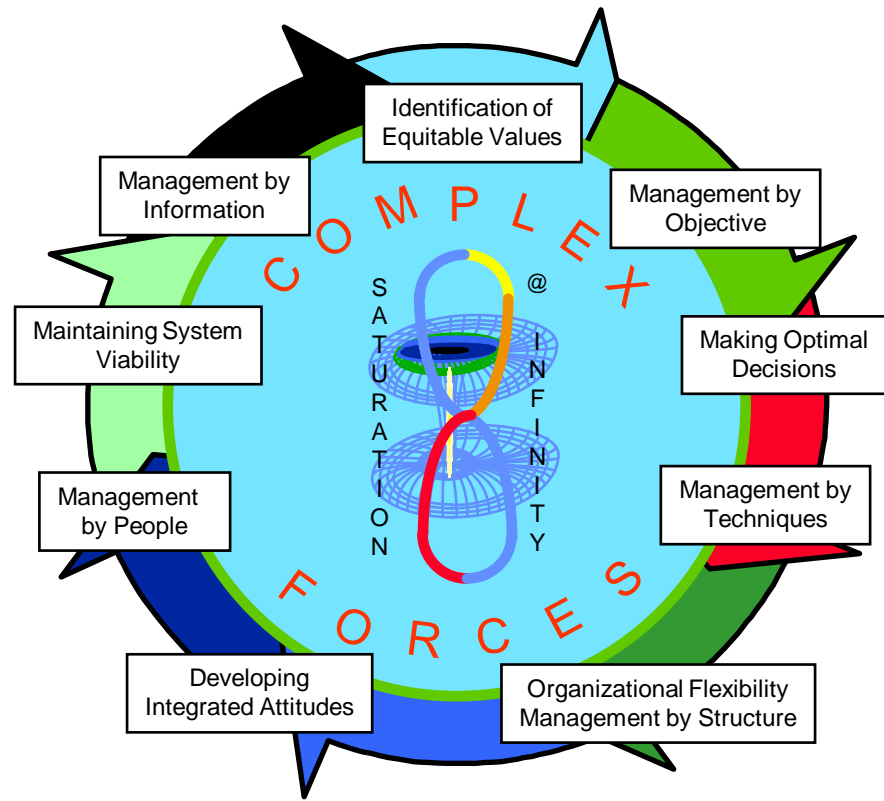 Identification of
Equitable Values
Management by
Objective
Making Optimal
Decisions
Management by
Techniques
Organizational Flexibility
Management by Structure
Developing
Integrated Attitudes
Management
by People
Maintaining System
Viability
Management by
Information
COMPLEX
FORCES
SATURATION
@
INFINITY